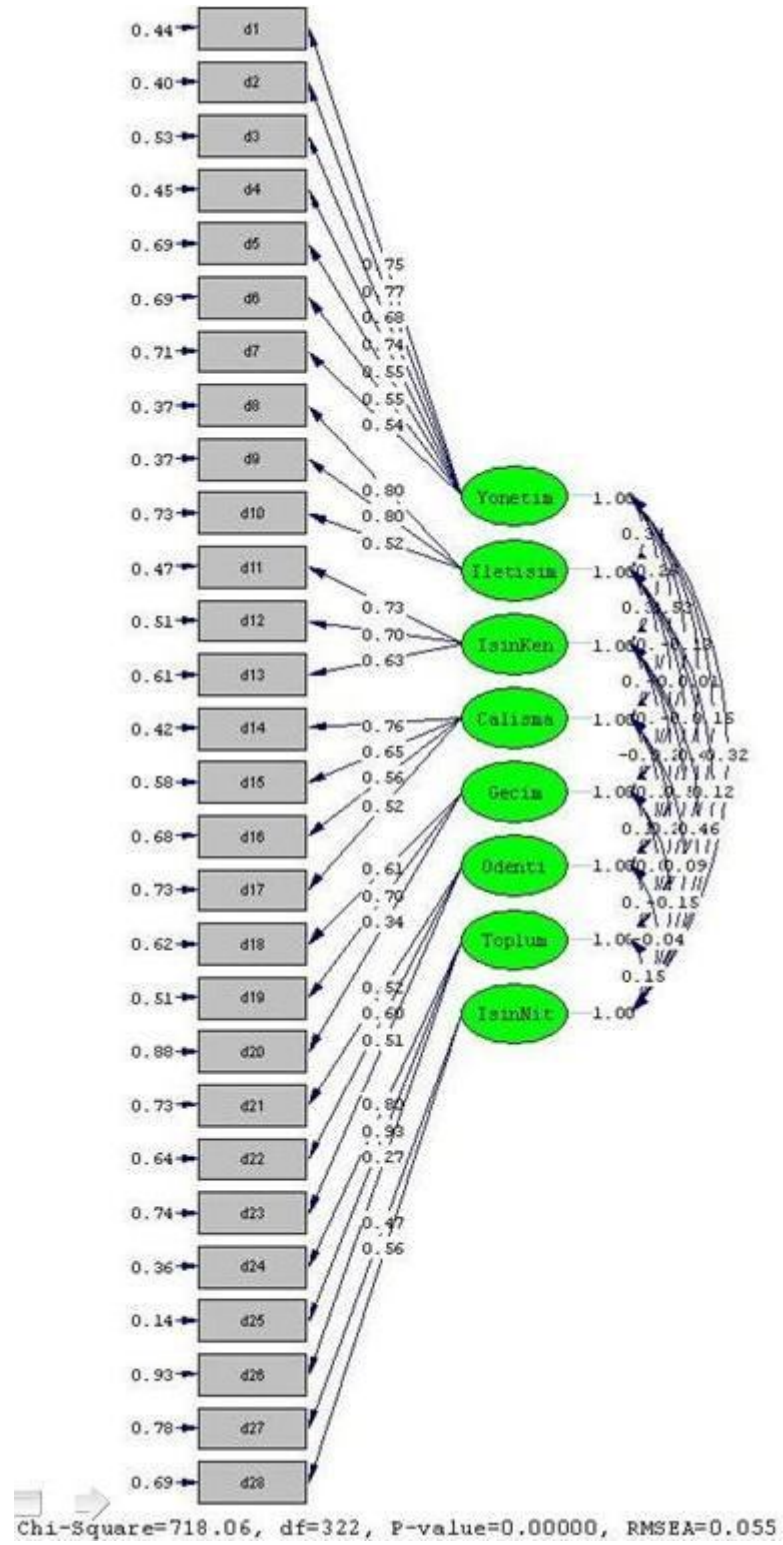 0.44 d1
0.40 d2
0.53 d3
0.45 d4
0.69 d5
0.75
0.69 d6
0.77
0.68
0.71 d7
0.74
0.55
0.37 d8
0.55
0.54
0.37 d9
0.80
Yonetim 1.00
0.73 d10
0.80
0.52
0.47 d11
Iletisim 1.00
0.73
0.51 d12
0.70
IsinKen 1.00
0.61 d13
0.63
0.42 d14
0.76
Calisma 1.00
0.65
0.58 d15
0.32
0.56
Gecim 1.00
0.12
0.68 d16
0.52
0.46
0.73 d17
0.61
Odenti 1.00
0.09
0.70
0.15
0.62 d18
0.34
Toplum 1.00
-0.04
0.15
0.51 d19
0.52
0.60
IsinNit 1.00
0.88 d20
0.51
0.73 d21
0.80
0.93
0.64 d22
0.27
0.74 d23
0.47
0.56
0.36 d24
0.14 d25
0.93 d26
0.78 d27
0.69 d28
Chi-Square=718.06, df=322, P-value=0.00000, RMSEA=0.055